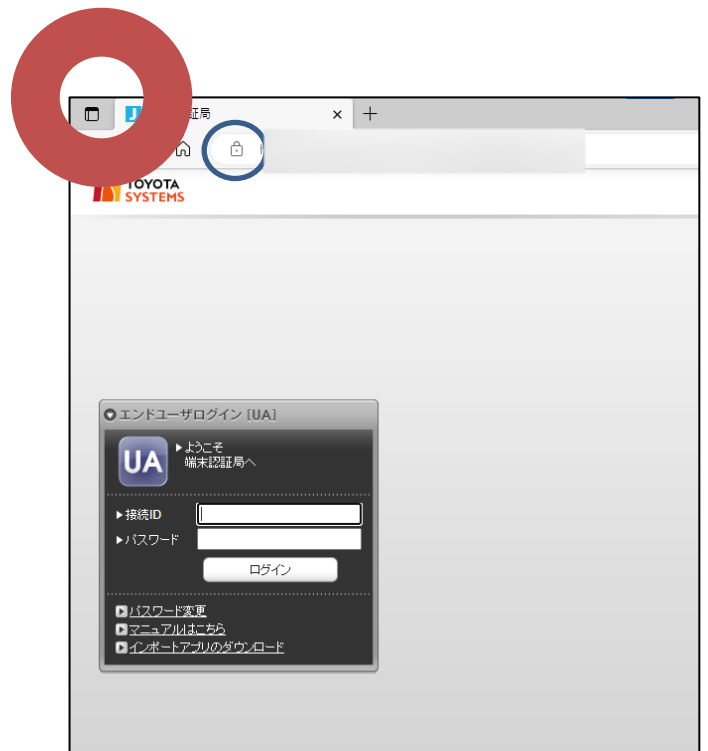 証局
TOYOTA
SYSTEMS
エンドユーザログイン [UA]
UA
ようこそ
端末認証局へ
接続ID
パスワード
ログイン
パスワード変更
マニュアルはこちら
インポートアプリのダウンロード